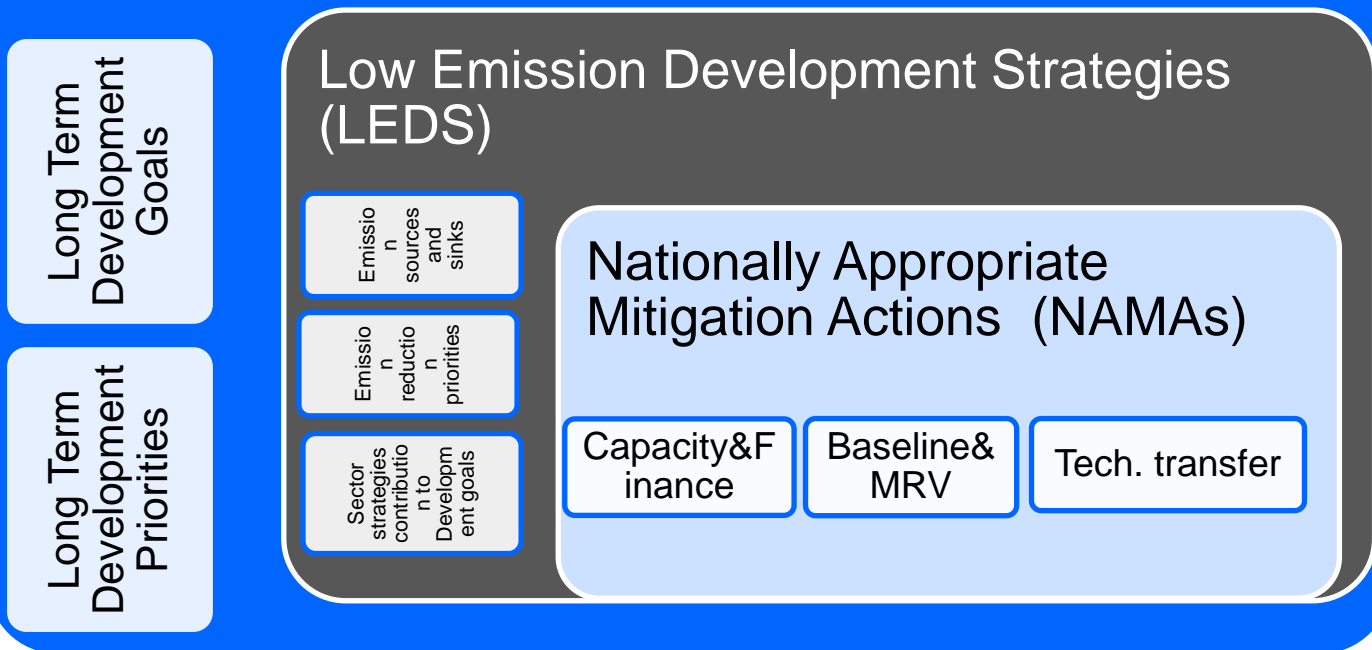 Long Term
Development
Goals
Long Term
Development
Priorities
Low Emission Development Strategies
(LEDS)
Emissio
n
sources
and
sinks
Emissio
n
reductio
n
priorities
Sector
strategies
contributio
n to
Developm
ent goals
Nationally Appropriate
Mitigation Actions  (NAMAs)
Capacity&F
inance
Baseline&
MRV
Tech. transfer